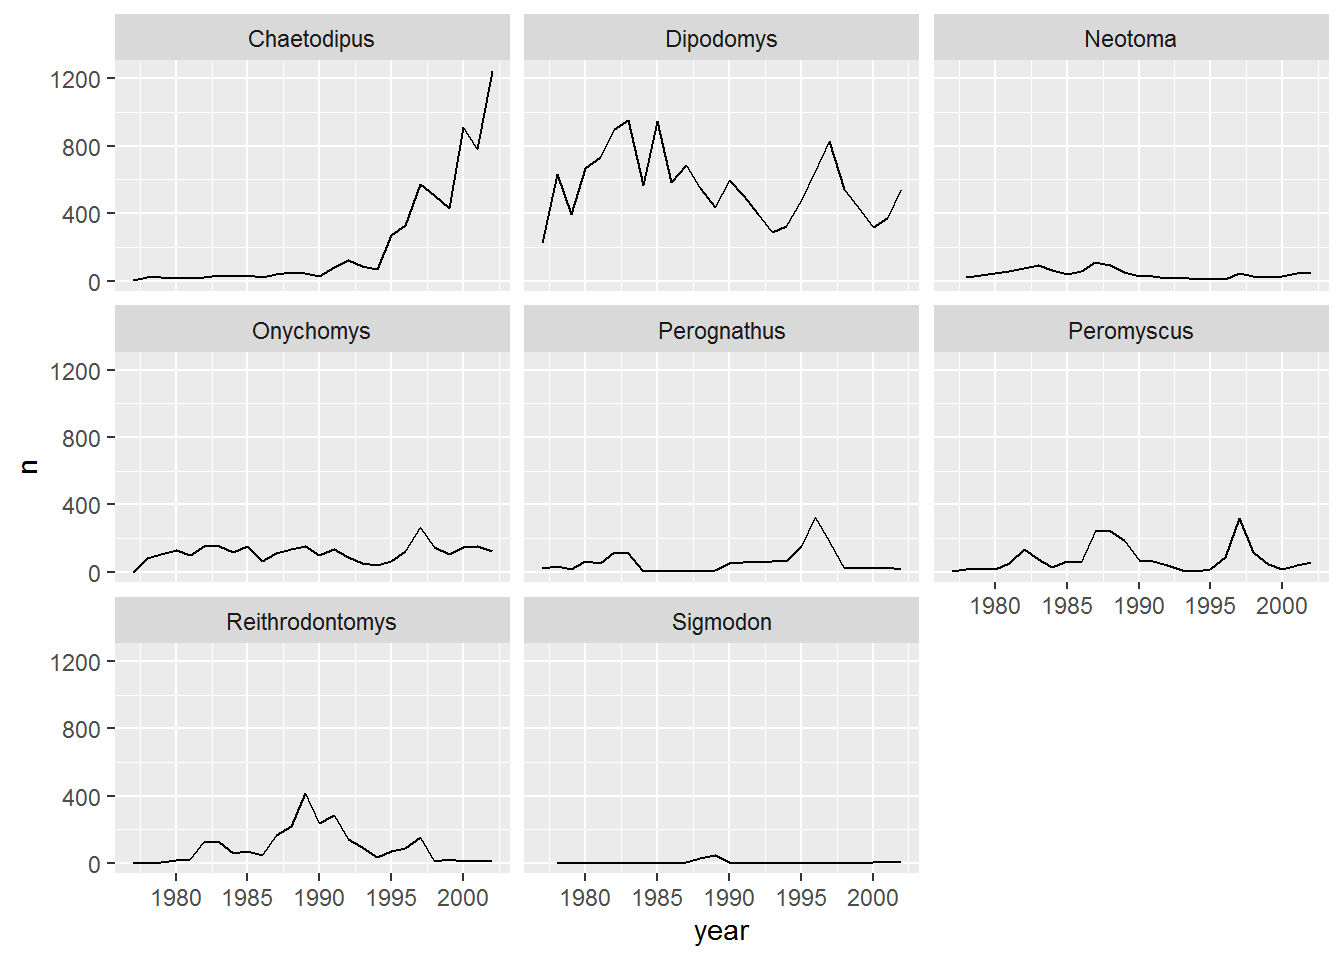 Chaetodipus Dipodomys Neotoma
1200
800
400
0
Onychomys Perognathus Peromyscus
1200
800
400
0
n
1980 1985 1990 1995 2000
Reithrodontomys Sigmodon
1200
800
400
0
1980 1985 1990 1995 2000 1980 1985 1990 1995 2000
year